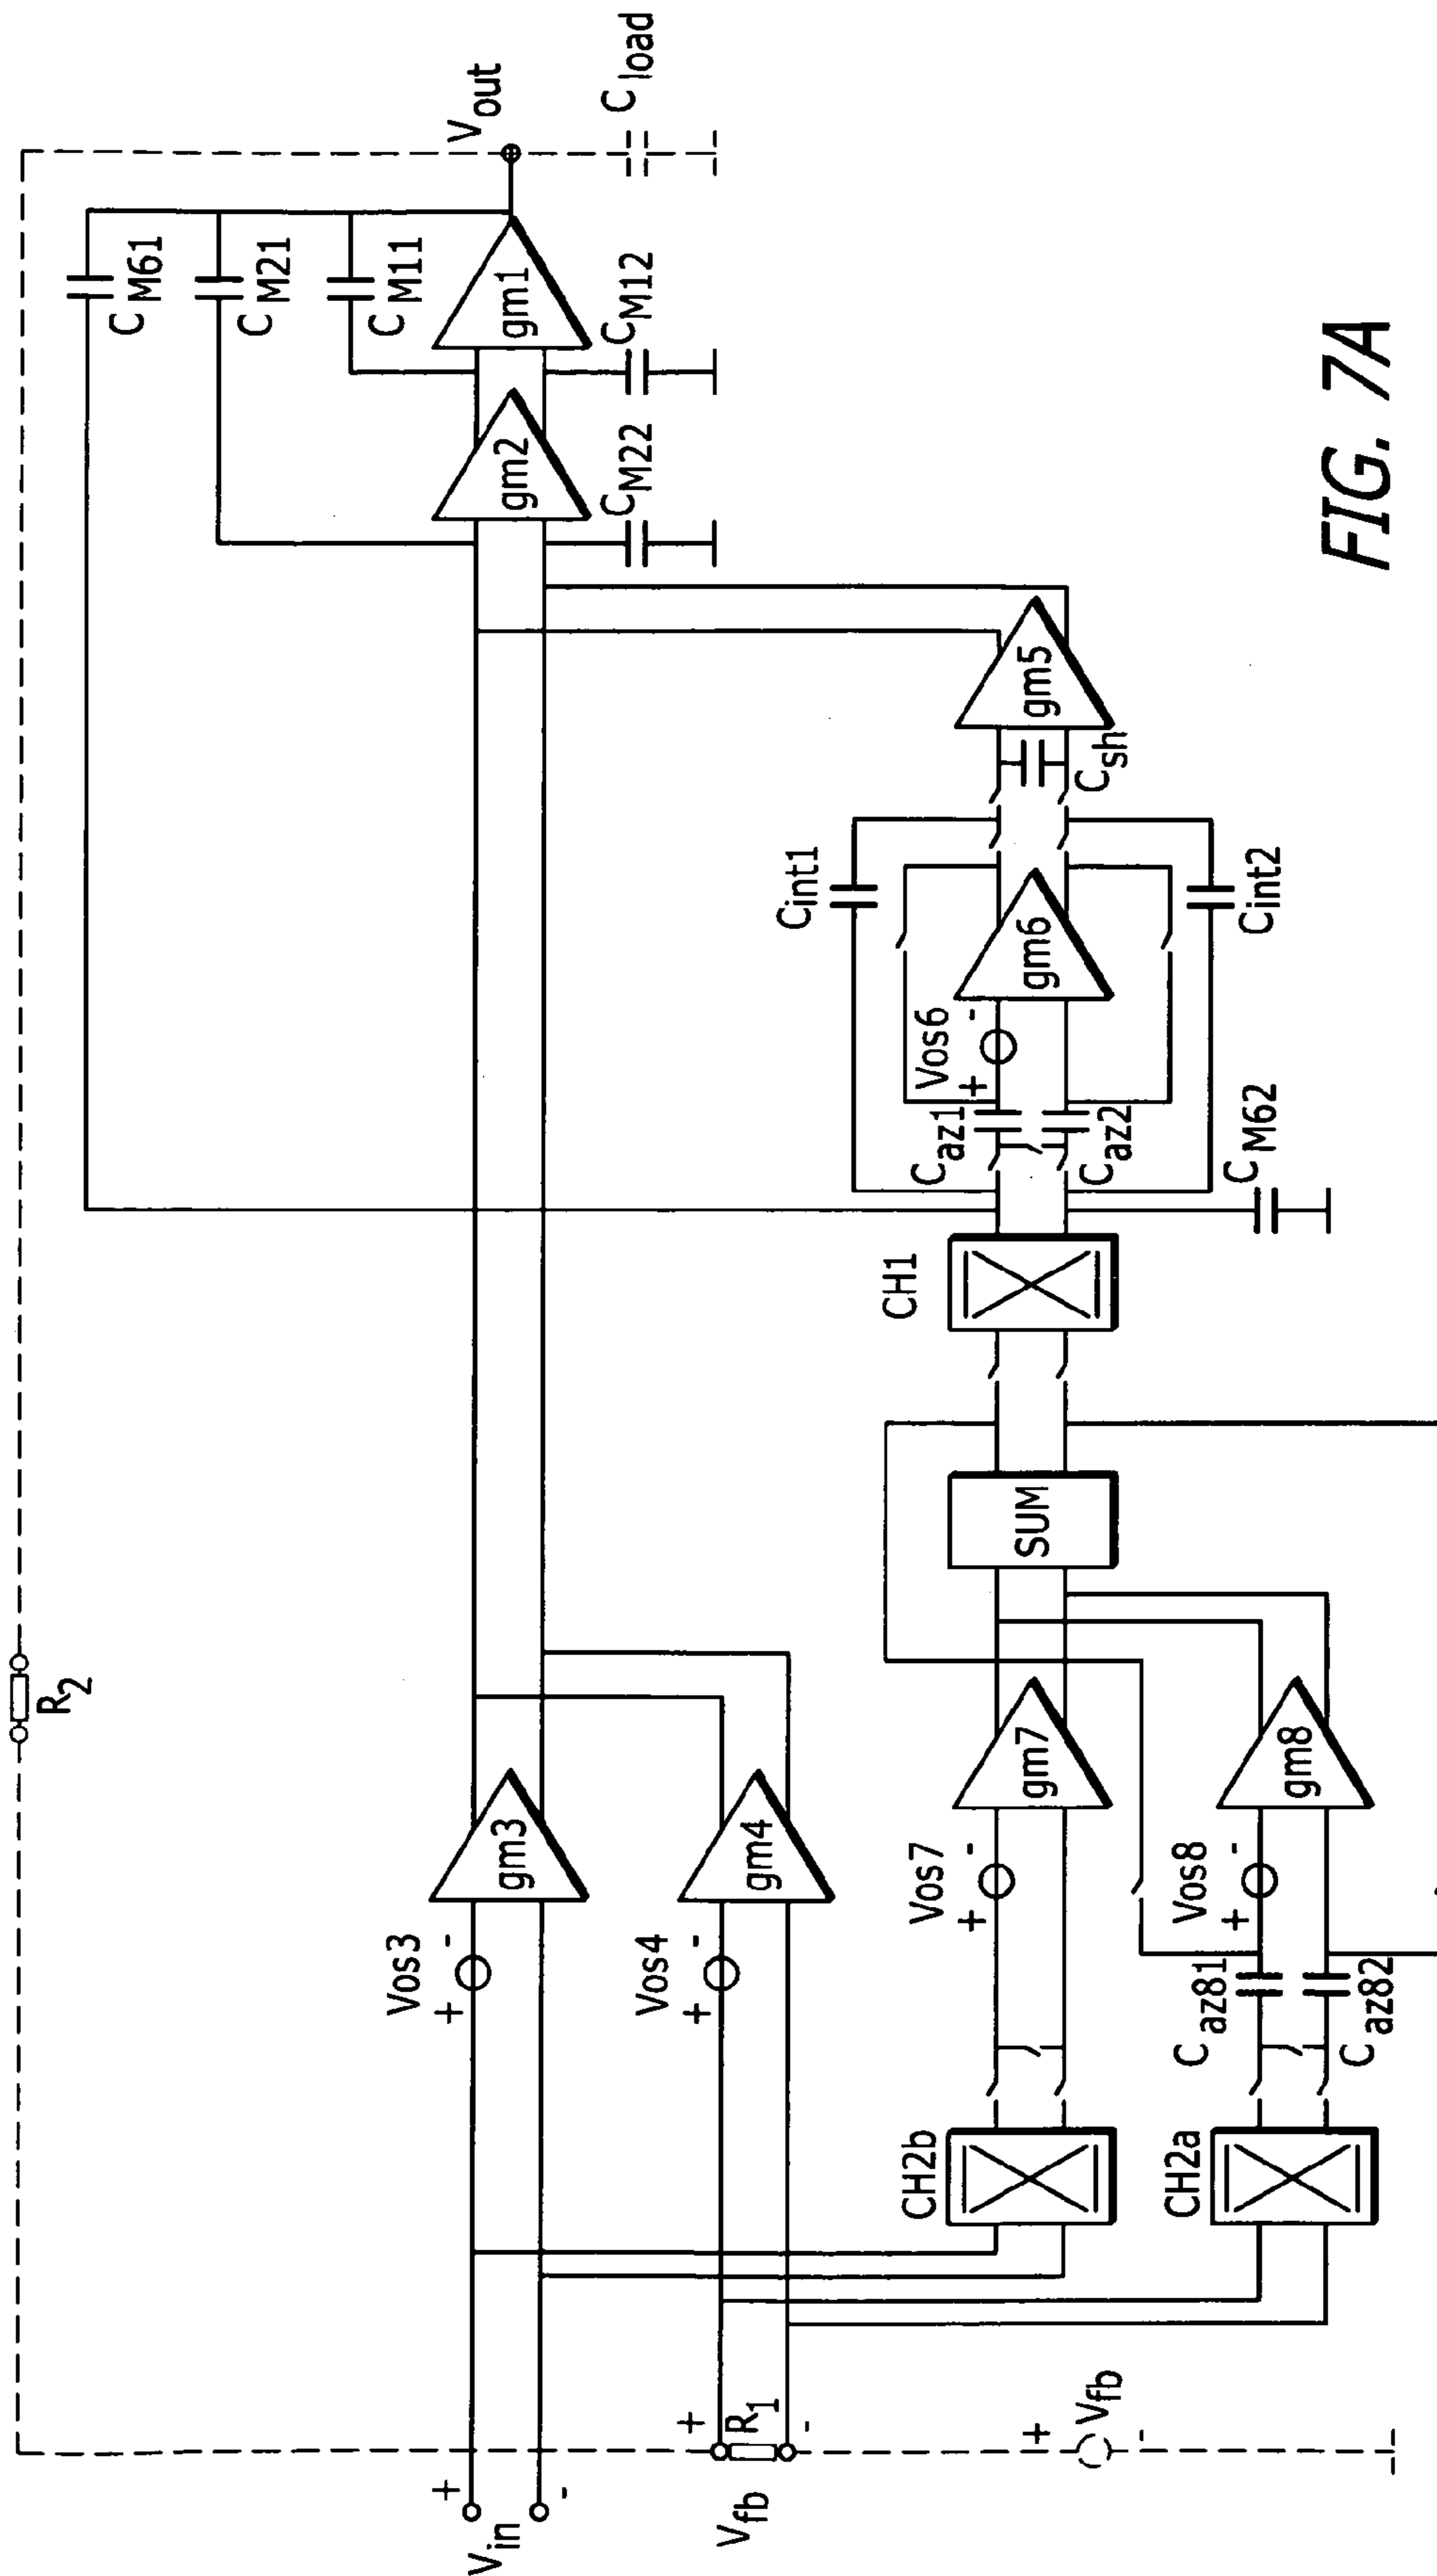 R2
Vout
Cload
CM61
CM21
CM11
gm1
CM12
gm2
CM22
Vos3
+
-
gm3
Vin
+
-
Vos4
+
-
gm4
Vfb
+
R1
-
+
Vfb
-
gm5
Csh
Cint1
gm6
Vos6
+
-
Caz1
Caz2
Cint2
CM62
CH1
SUM
Vos7
+
-
gm7
CH2b
Vos8
+
-
gm8
Caz81
Caz82
CH2a
FIG. 7A